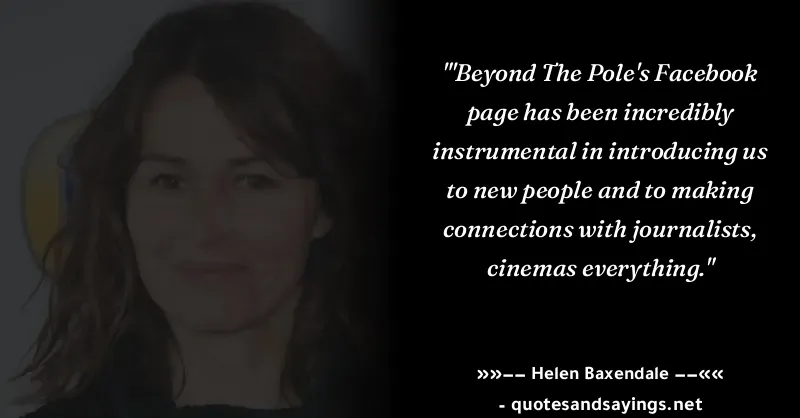 "'Beyond The Pole's Facebook
page has been incredibly
instrumental in introducing us
to new people and to making
connections with journalists,
cinemas everything."
»»–– Helen Baxendale ––««
- quotesandsayings.net